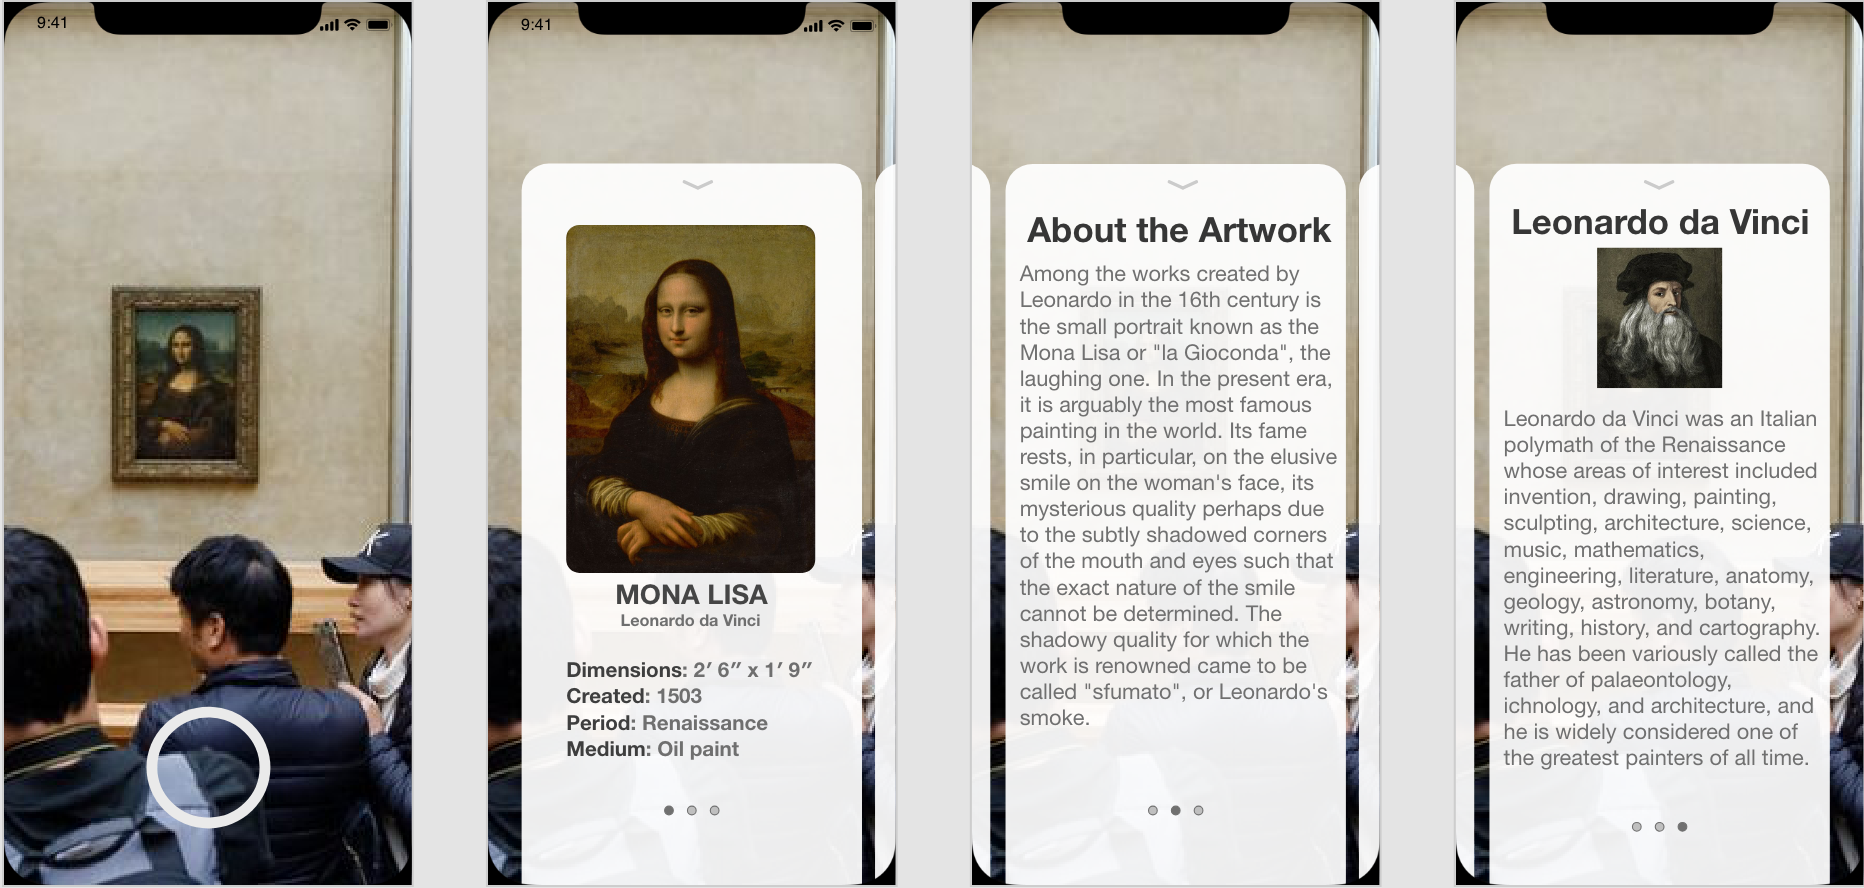 9:41
9:41
MONA LISA
Leonardo da Vinci
Dimensions: 2′ 6″ x 1′ 9″
Created: 1503
Period: Renaissance
Medium: Oil paint
About the Artwork
Among the works created by
Leonardo in the 16th century is
the small portrait known as the
Mona Lisa or "la Gioconda", the
laughing one. In the present era,
it is arguably the most famous
painting in the world. Its fame
rests, in particular, on the elusive
smile on the woman's face, its
mysterious quality perhaps due
to the subtly shadowed corners
of the mouth and eyes such that
the exact nature of the smile
cannot be determined. The
shadowy quality for which the
work is renowned came to be
called "sfumato", or Leonardo's
smoke.
Leonardo da Vinci
Leonardo da Vinci was an Italian
polymath of the Renaissance
whose areas of interest included
invention, drawing, painting,
sculpting, architecture, science,
music, mathematics,
engineering, literature, anatomy,
geology, astronomy, botany,
writing, history, and cartography.
He has been variously called the
father of palaeontology,
ichnology, and architecture, and
he is widely considered one of
the greatest painters of all time.